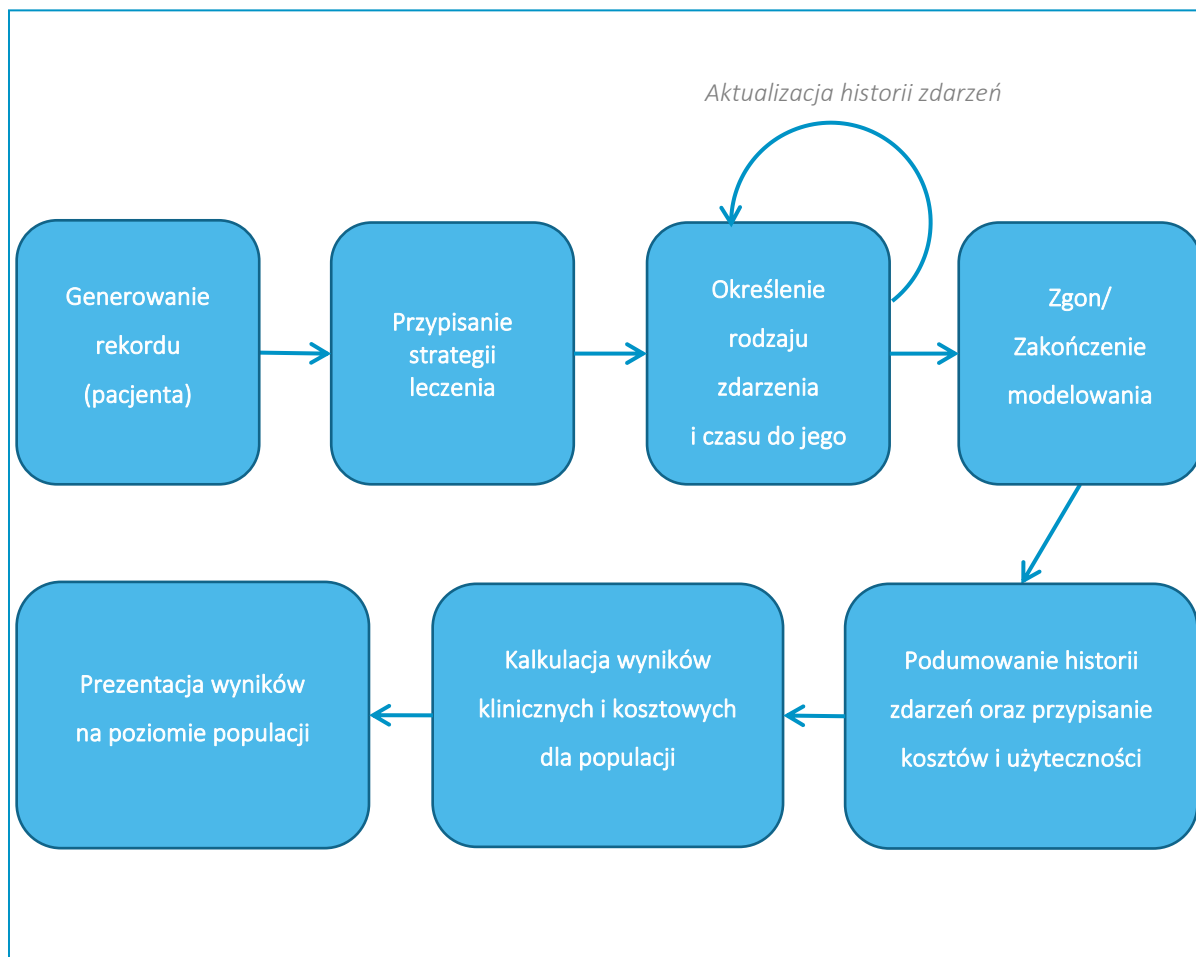 Aktualizacja historii zdarzeń
Generowanie
rekordu
(pacjenta)
Przypisanie
strategii
leczenia
Określenie
rodzaju
zdarzenia
i czasu do jego
Zgon/
Zakończenie
modelowania
Podumowanie historii
zdarzeń oraz przypisanie
kosztów i użyteczności
Kalkulacja wyników
klinicznych i kosztowych
dla populacji
Prezentacja wyników
na poziomie populacji